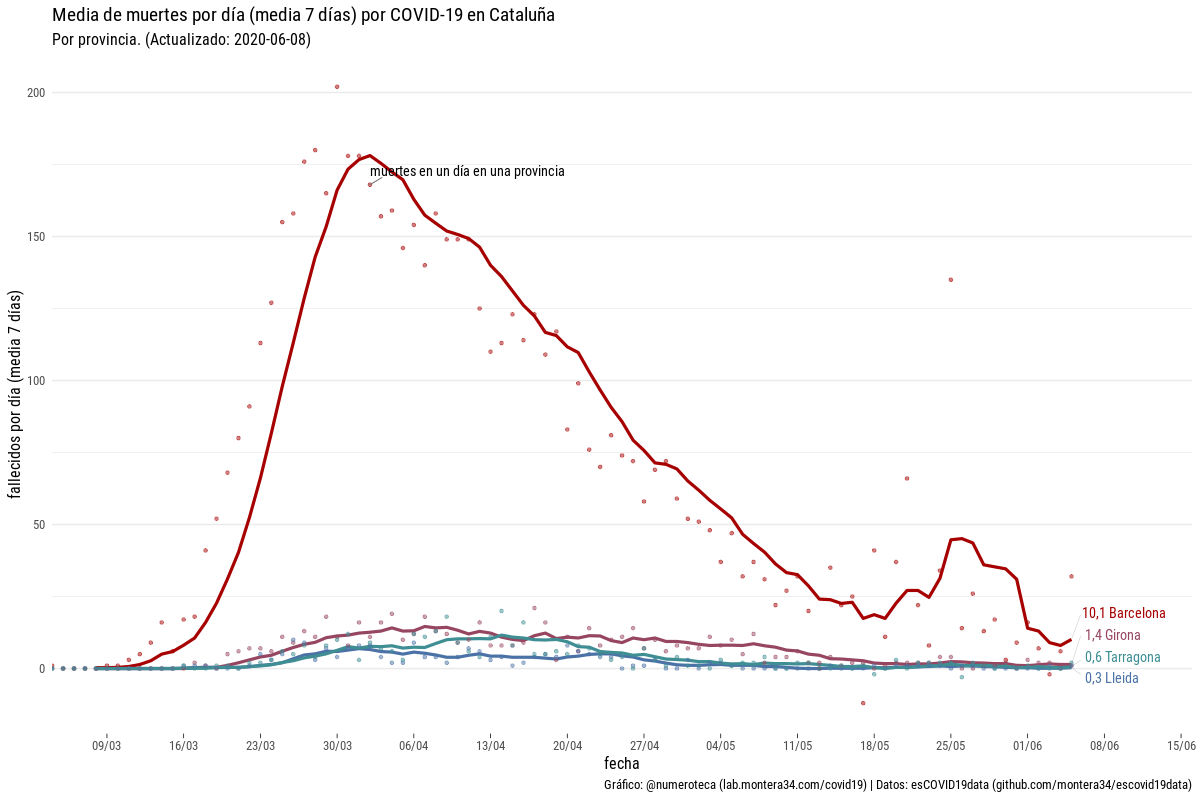 Media de muertes por día (media 7 días) por COVID-19 en Cataluña
Por provincia. (Actualizado: 2020-06-08)
fallecidos por día (media 7 días)
200
150
100
50
0
muertes en un día en una provincia
10,1 Barcelona
1,4 Girona
0,6 Tarragona
0,3 Lleida
09/03
16/03
23/03
30/03
06/04
13/04
20/04
27/04
04/05
11/05
18/05
25/05
01/06
08/06
15/06
fecha
Gráfico: @numeroteca (lab.montera34.com/covid19) | Datos: esCOVID19data (github.com/montera34/escovid19data)